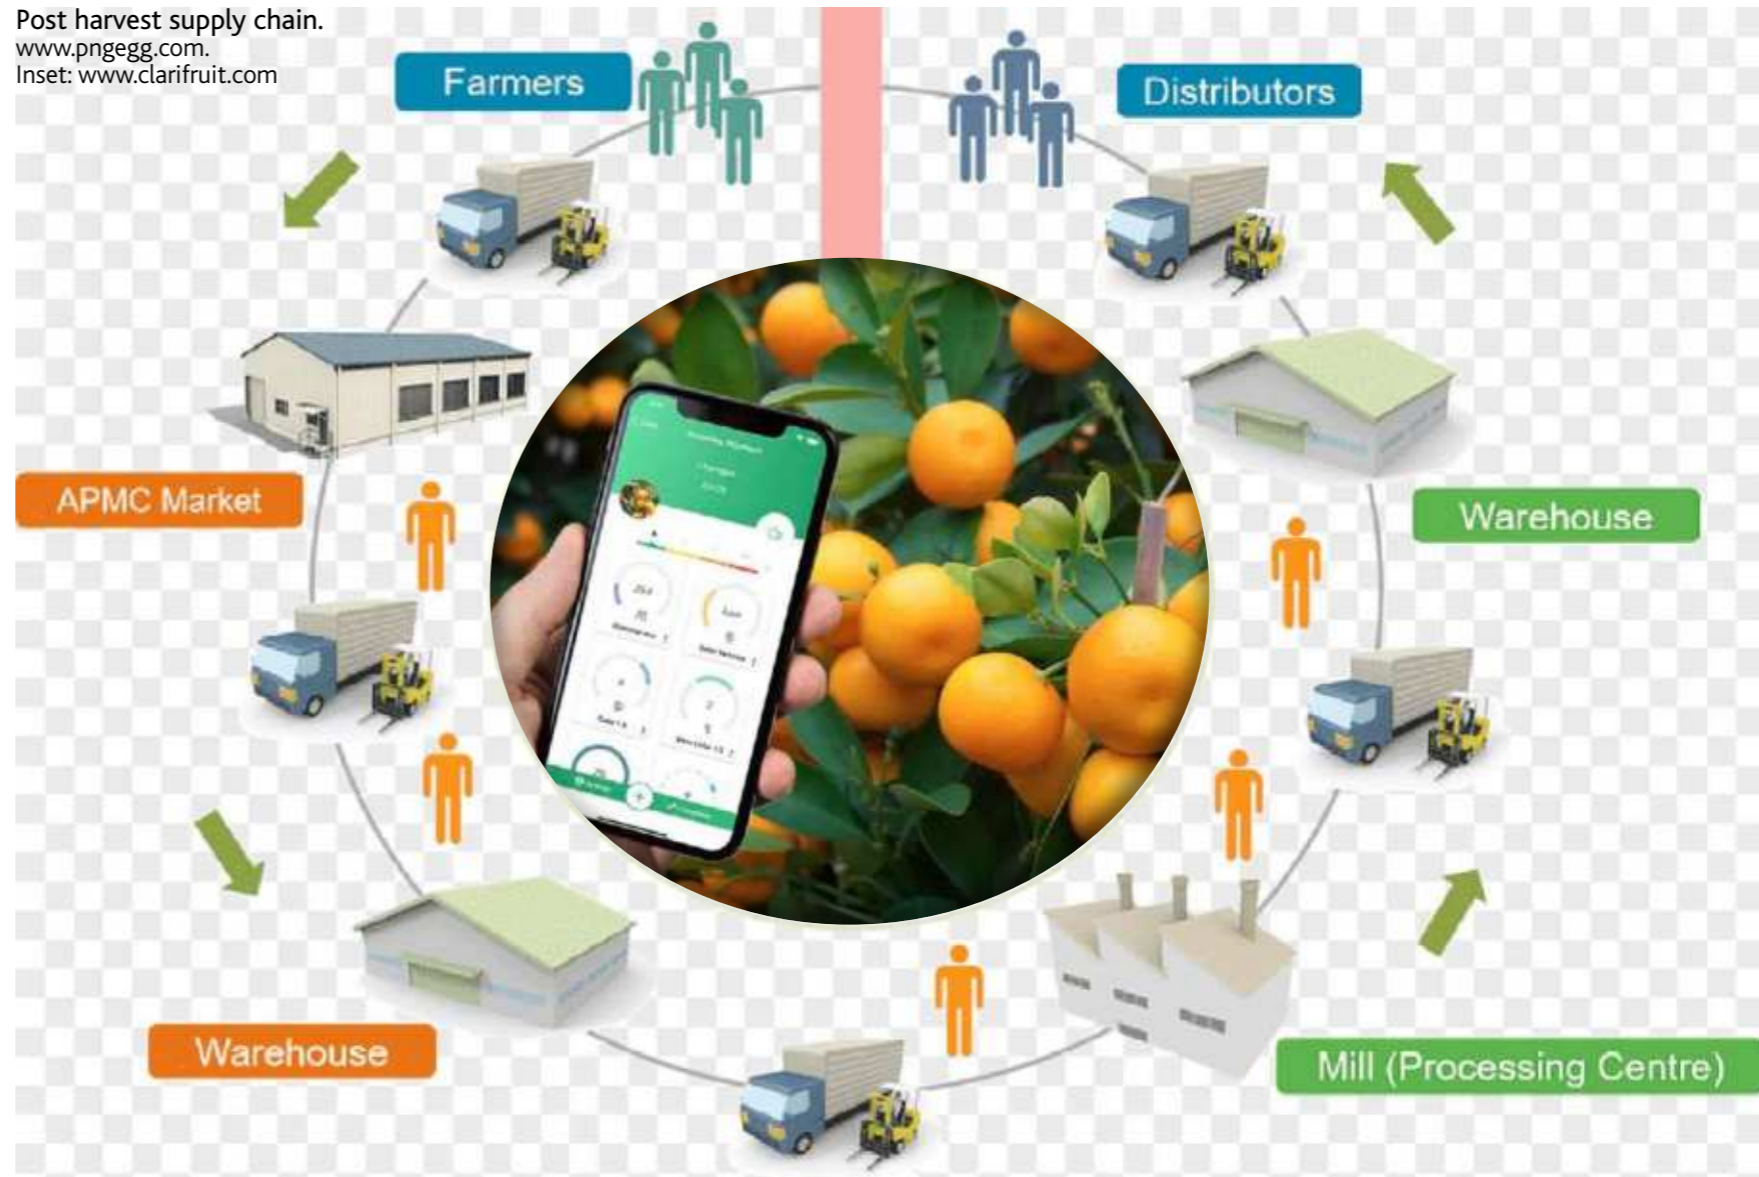 Post harvest supply chain.
www.pngegg.com.
Inset: www.clarifruit.com
Farmers
Distributors
APMC Market
Warehouse
Warehouse
Mill (Processing Centre)